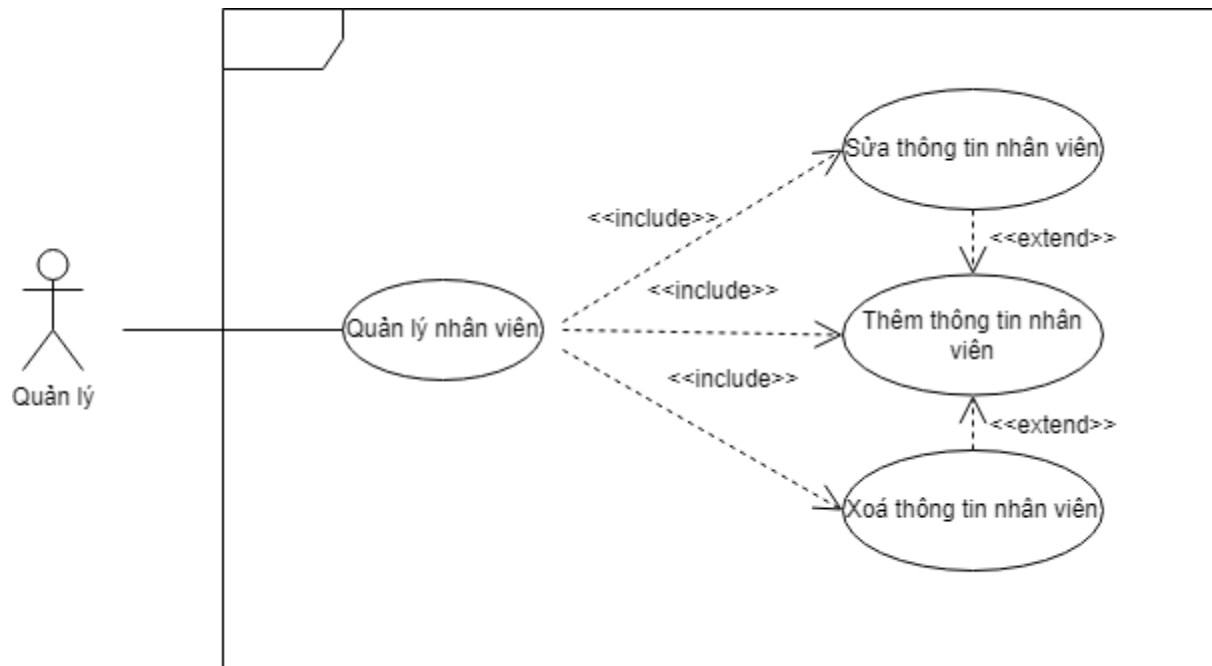 Sửa thông tin nhân viên
<<include>>
<<extend>>
<<include>>
Quản lý nhân viên
Thêm thông tin nhân
viên
<<include>>
Quản lý
<<extend>>
Xoá thông tin nhân viên